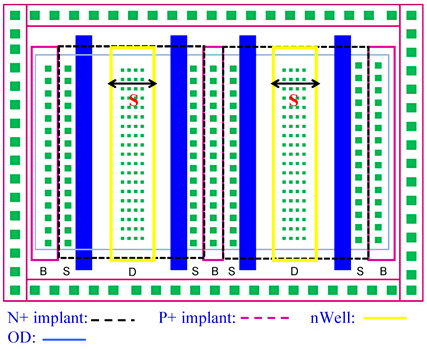 S S
B S D S B S D S B
N+ implant: P+ implant: nWell:
OD: